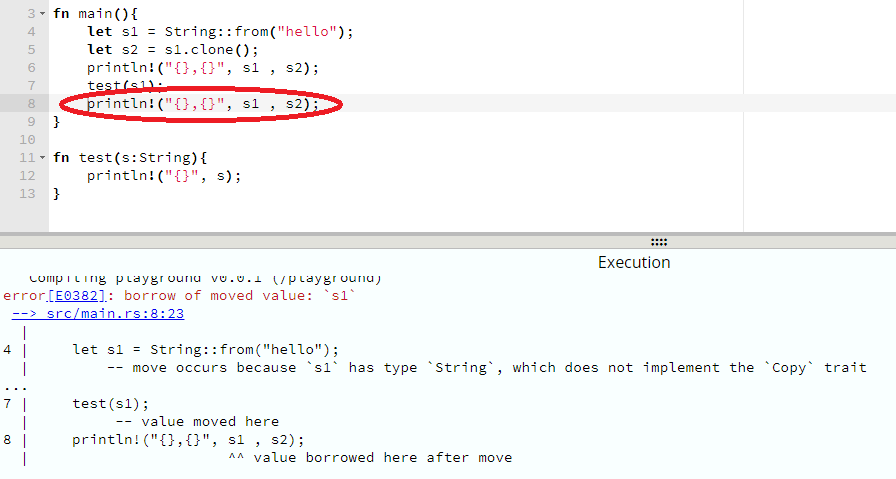 3 fn main(){
4     let s1 = String::from("hello");
5     let s2 = s1.clone();
6     println!("{},{}", s1 , s2);
7     test(s1);
8     println!("{},{}", s1 , s2);
9 }
10
11 fn test(s:String){
12     println!("{}", s);
13 }
Execution
Compiling playground v0.0.1 (/playground)
error[E0382]: borrow of moved value: `s1`
 --> src/main.rs:8:23
  |
4 |     let s1 = String::from("hello");
  |         -- move occurs because `s1` has type `String`, which does not implement the `Copy` trait
...
7 |     test(s1);
  |          -- value moved here
8 |     println!("{},{}", s1 , s2);
  |                       ^^ value borrowed here after move